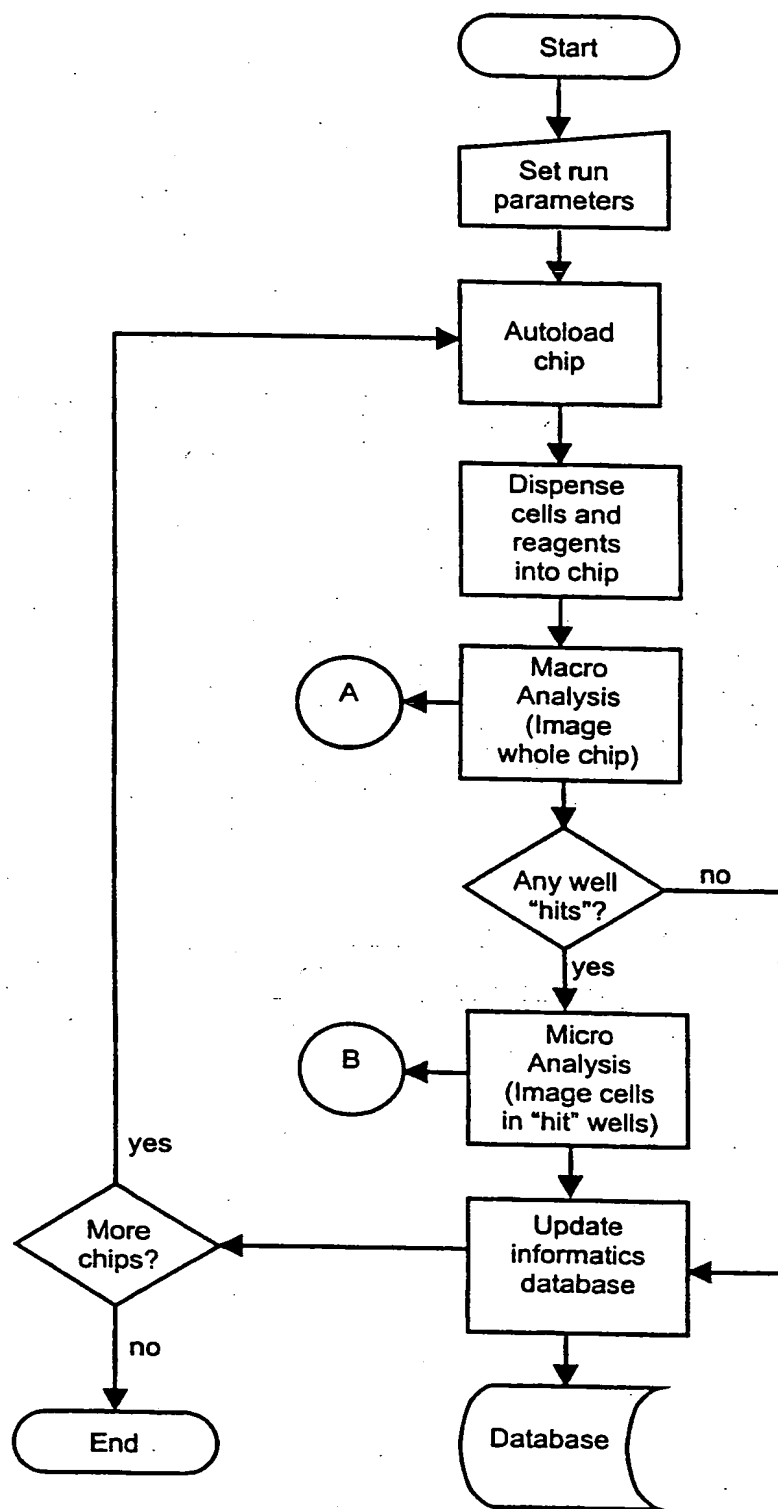 Start
Set run
parameters
Autoload
chip
Dispense
cells and
reagents
into chip
Macro
Analysis
(Image
whole chip)
A
Any well
"hits"?
no
yes
Micro
Analysis
(Image cells
in "hit" wells)
B
Update
informatics
database
yes
More
chips?
no
End
Database